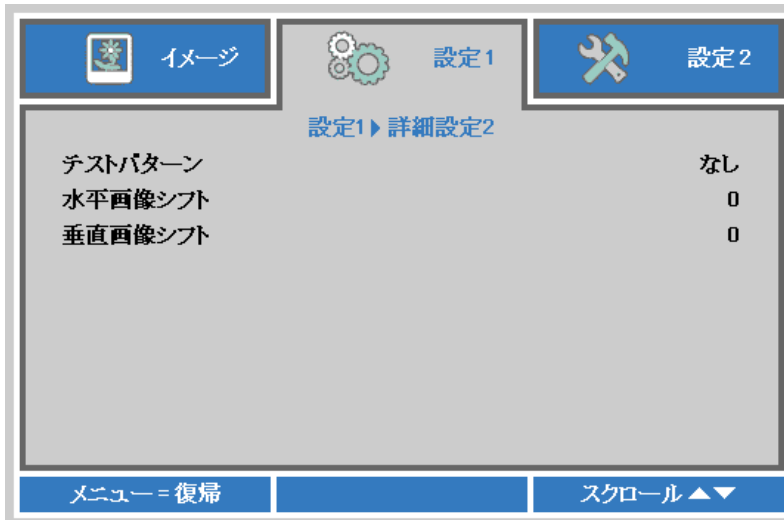 イメージ
設定1
設定2
設定1▶詳細設定2
テストパターン なし
水平画像シフト 0
垂直画像シフト 0
メニュー=復帰
スクロール▲▼